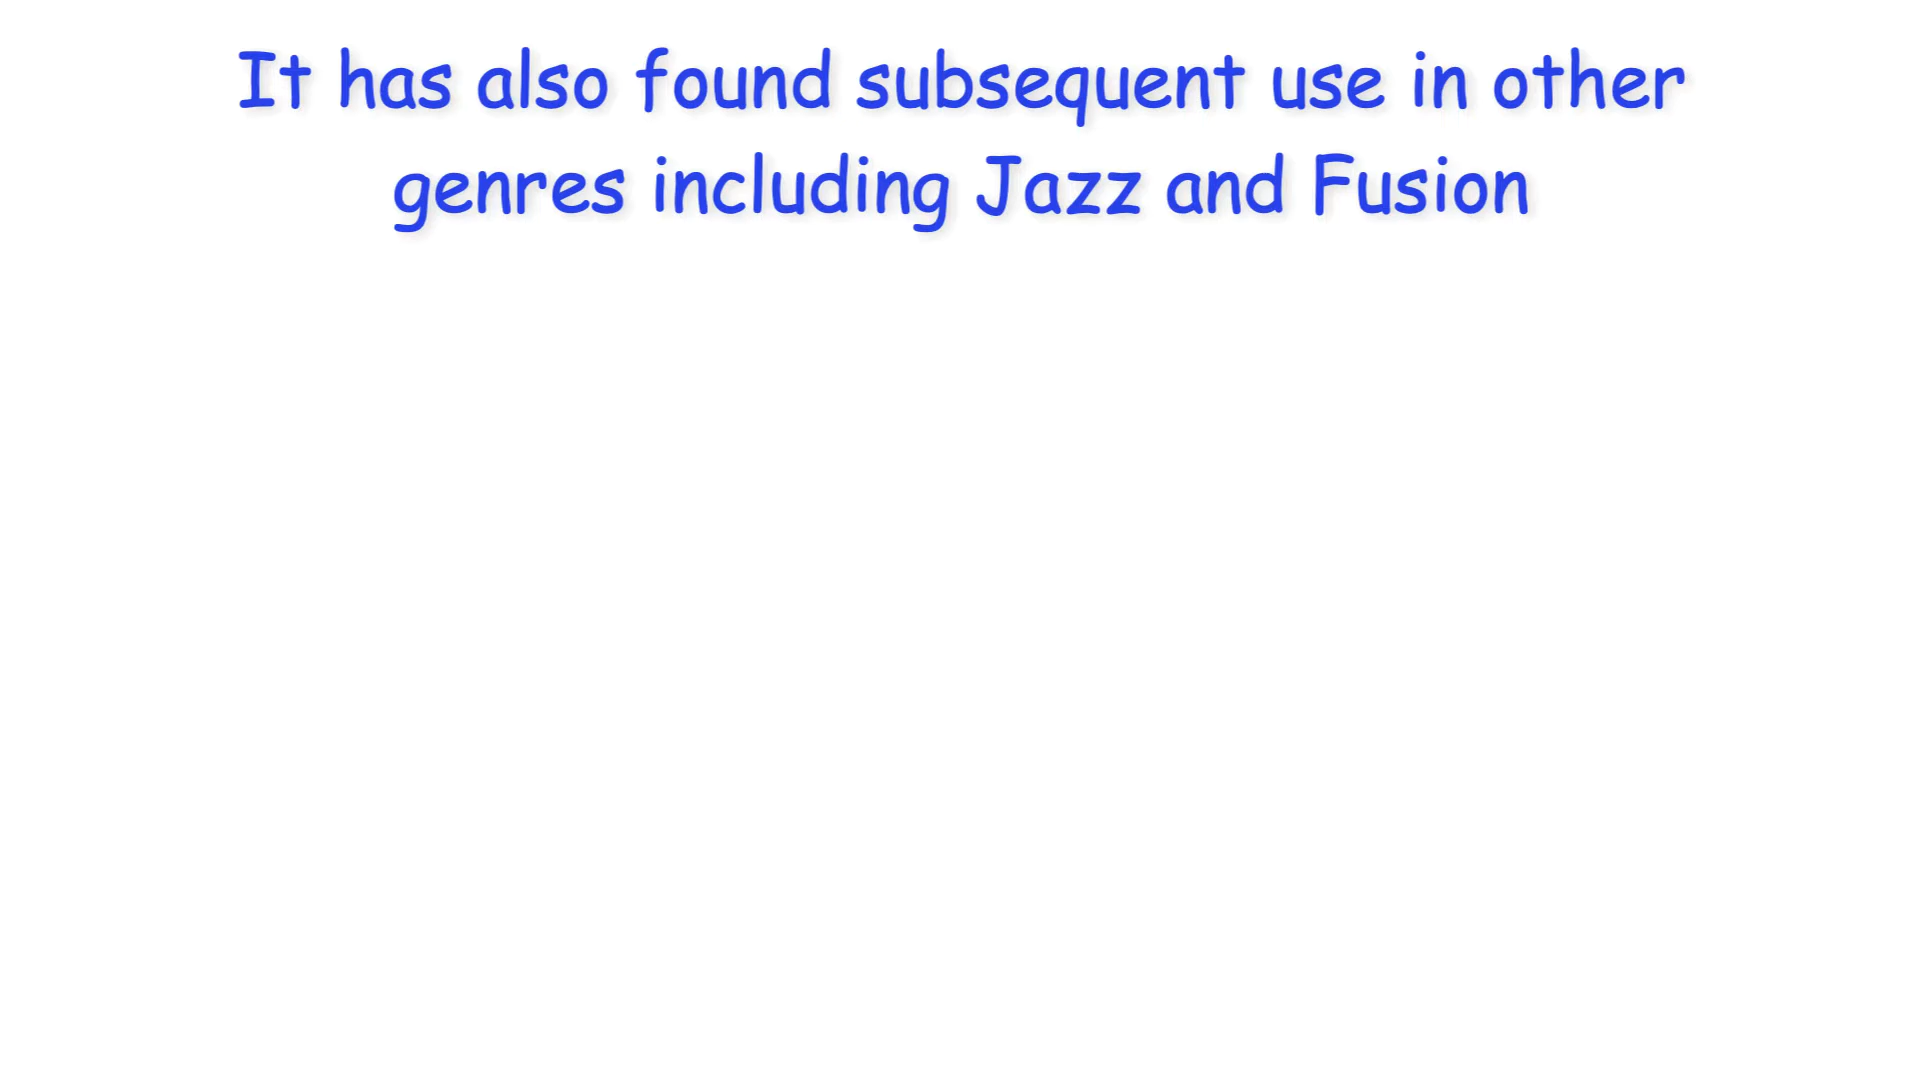 It has also found subsequent use in other
genres including Jazz and Fusion